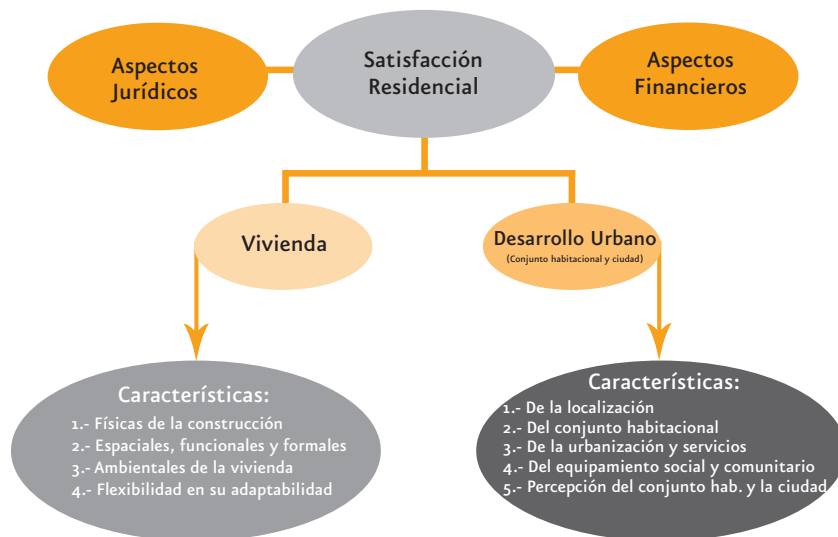 Aspectos
Jurídicos
Satisfacción
Residencial
Aspectos
Financieros
Vivienda
Desarrollo Urbano
(Conjunto habitacional y ciudad)
Características:
1.- Físicas de la construcción
2.- Espaciales, funcionales y formales
3.- Ambientales de la vivienda
4.- Flexibilidad en su adaptabilidad
Características:
1.- De la localización
2.- Del conjunto habitacional
3.- De la urbanización y servicios
4.- Del equipamiento social y comunitario
5.- Percepción del conjunto hab. y la ciudad